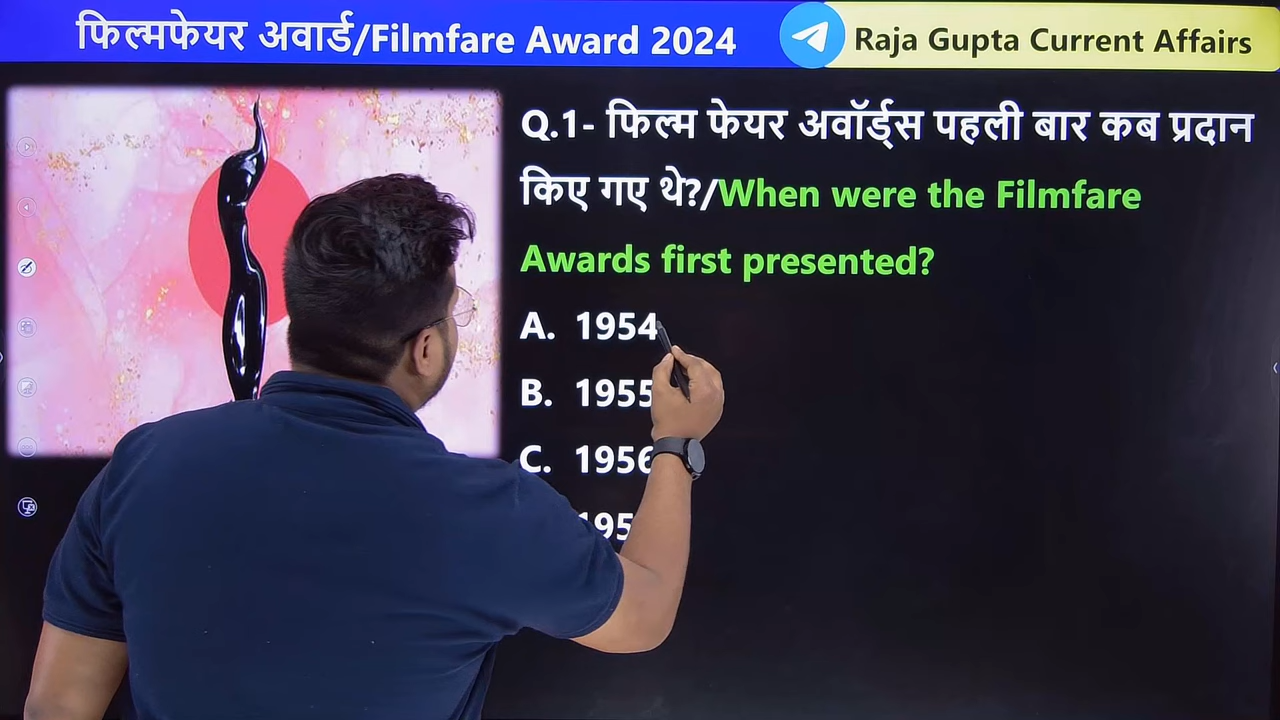 फिल्मफेयर अवार्ड/Filmfare Award 2024
Raja Gupta Current Affairs
Q.1- फिल्म फेयर अवॉर्ड्स पहली बार कब प्रदान
किए गए थे?/When were the Filmfare
Awards first presented?
A. 1954
B. 1955
C. 1956